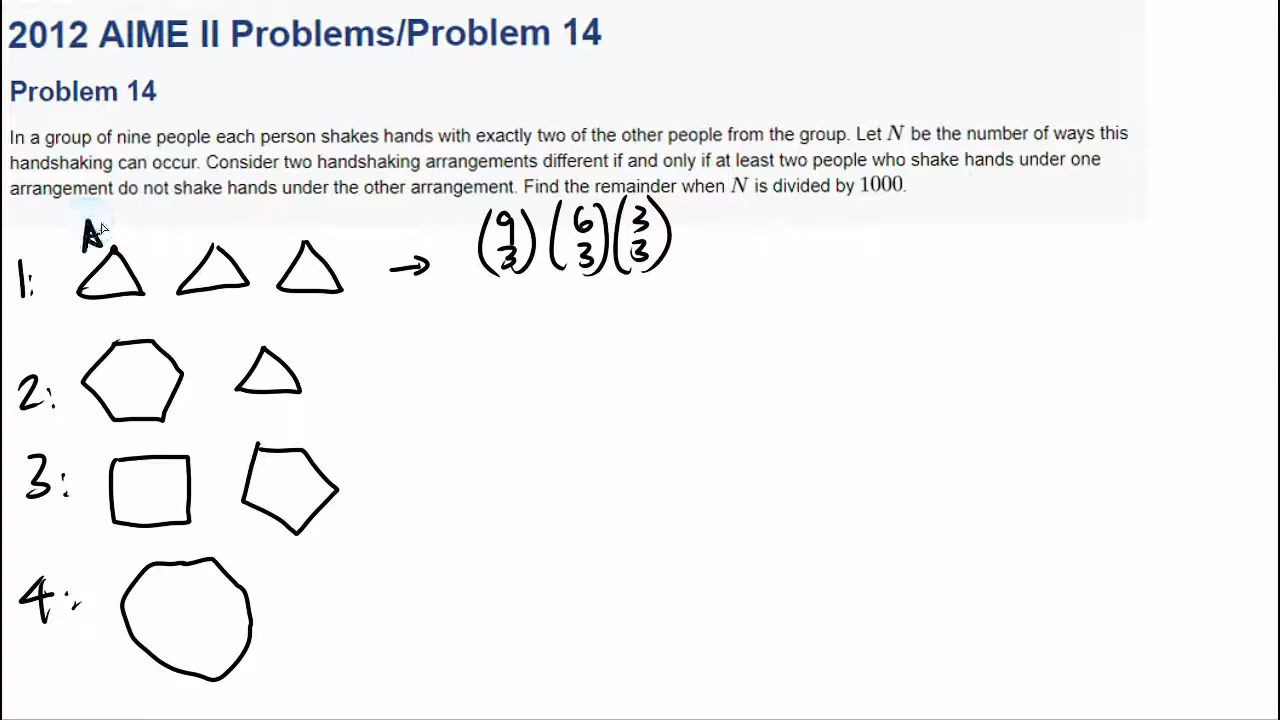 2012 AIME II Problems/Problem 14
Problem 14
In a group of nine people each person shakes hands with exactly two of the other people from the group. Let N be the number of ways this
handshaking can occur. Consider two handshaking arrangements different if and only if at least two people who shake hands under one
arrangement do not shake hands under the other arrangement. Find the remainder when N is divided by 1000.
A
1: → (9 3) (6 3) (3 3)
2:
3:
4: